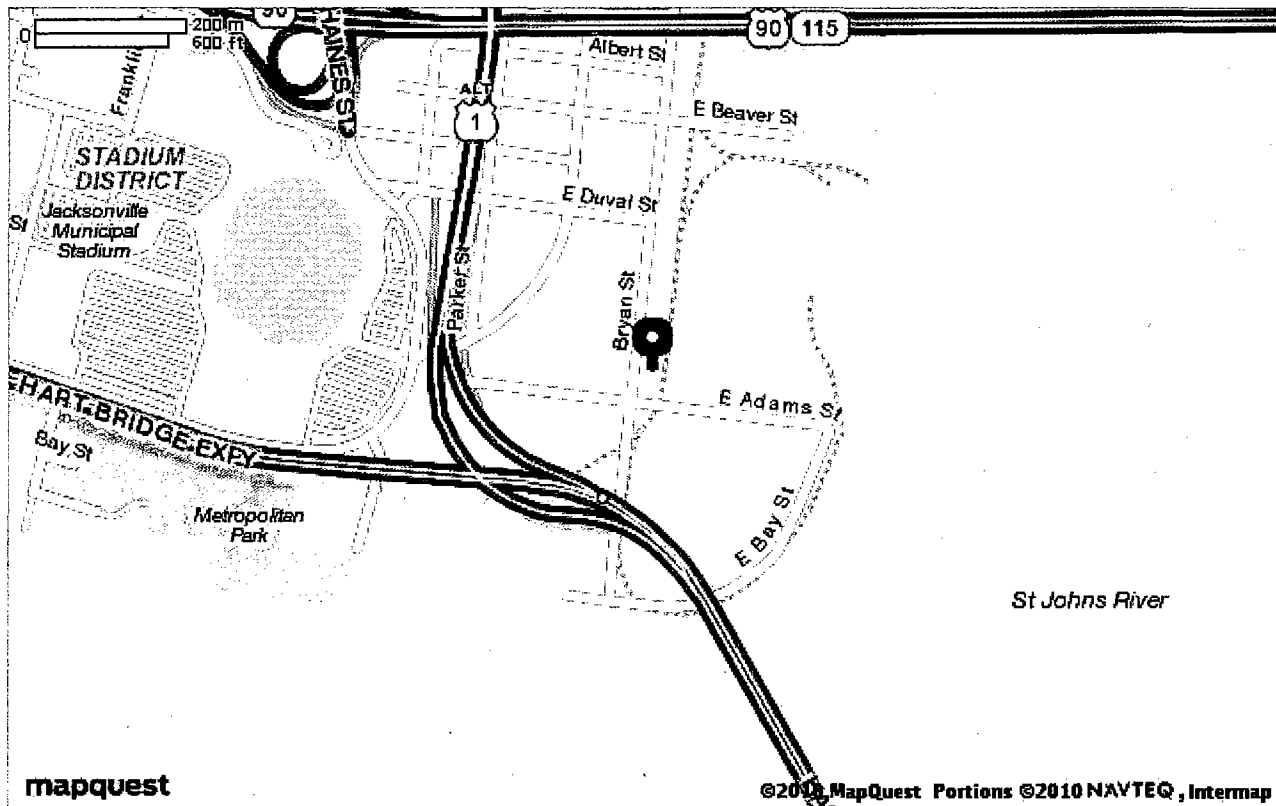 90
0
200 m
600 ft
HAINES ST
90 115
Albert St
ALT
1
E Beaver St
STADIUM
DISTRICT
E Duval St
Jacksonville
Municipal
Stadium
St
Parker St
Bryan St
E Adams St
HART BRIDGE EXPY
Bay St
Metropolitan
Park
E Bay St
St Johns River
mapquest
©2010 MapQuest Portions ©2010 NAVTEQ, Intermap